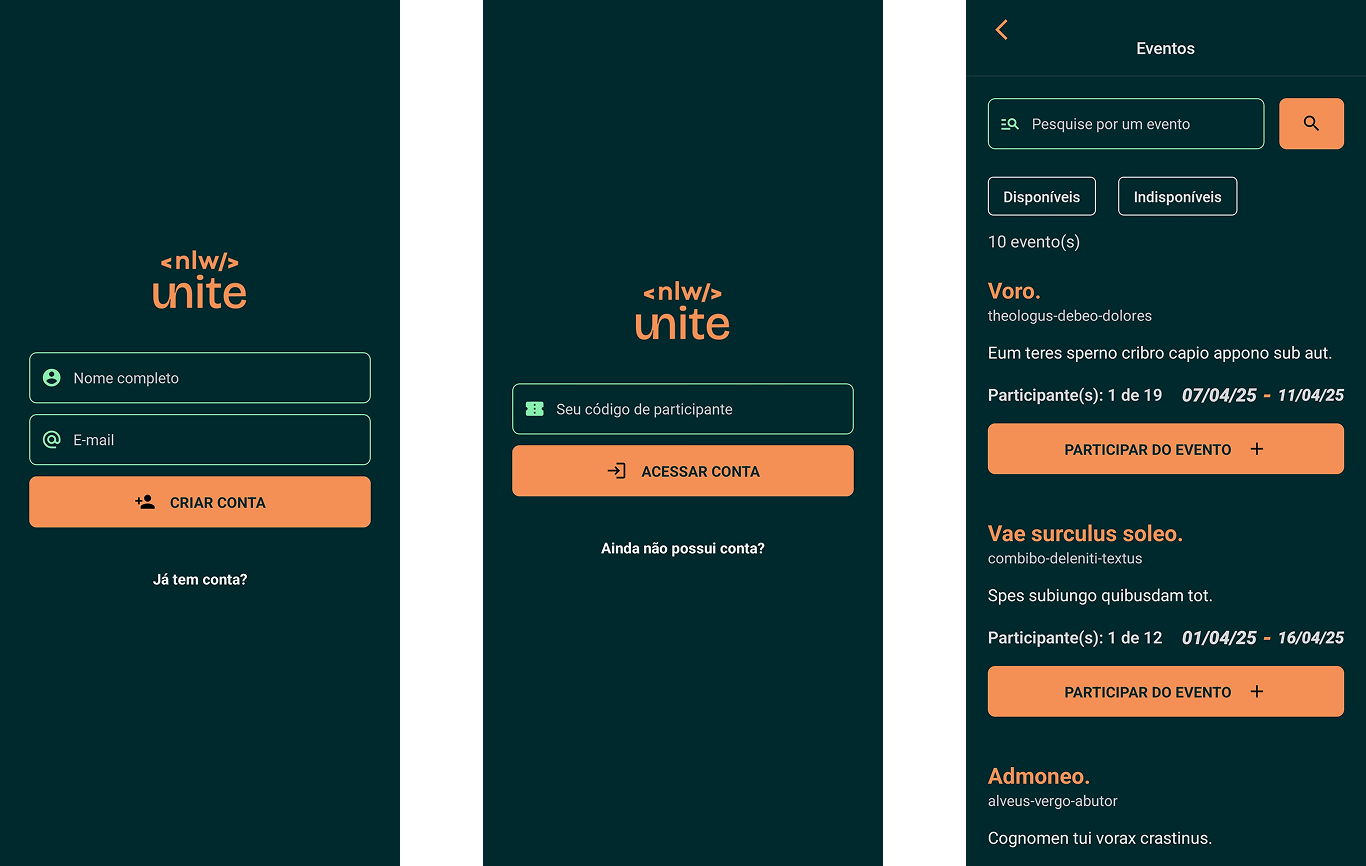 <nlw/>
unite
Nome completo
E-mail
CRIAR CONTA
Já tem conta?
<nlw/>
unite
Seu código de participante
ACESSAR CONTA
Ainda não possui conta?
Eventos
Pesquise por um evento
Disponíveis
Indisponíveis
10 evento(s)
Voro.
theologus-debeo-dolores
Eum teres sperno cribro capio appono sub aut.
Participante(s): 1 de 19 07/04/25 - 11/04/25
PARTICIPAR DO EVENTO +
Vae surculus soleo.
combibo-deleniti-textus
Spes subiungo quibusdam tot.
Participante(s): 1 de 12 01/04/25 - 16/04/25
PARTICIPAR DO EVENTO +
Admoneo.
alveus-vergo-abutor
Cognomen tui vorax crastinus.